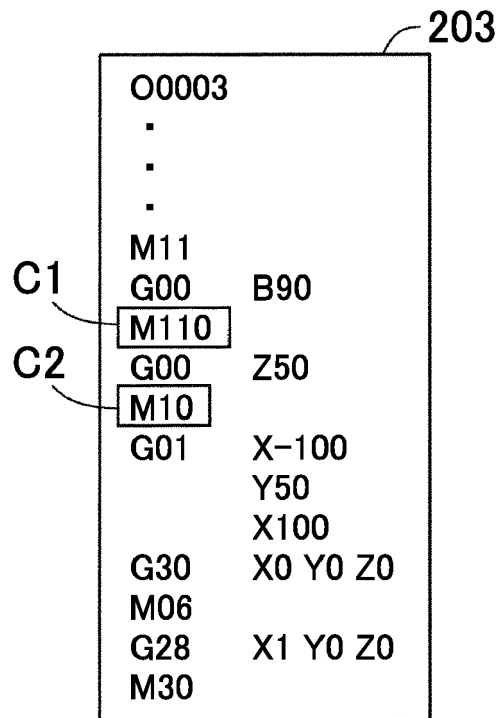 203
O0003
.
.
.
M11
G00 B90
C1
M110
G00 Z50
C2
M10
G01 X-100
Y50
X100
G30 X0 Y0 Z0
M06
G28 X1 Y0 Z0
M30